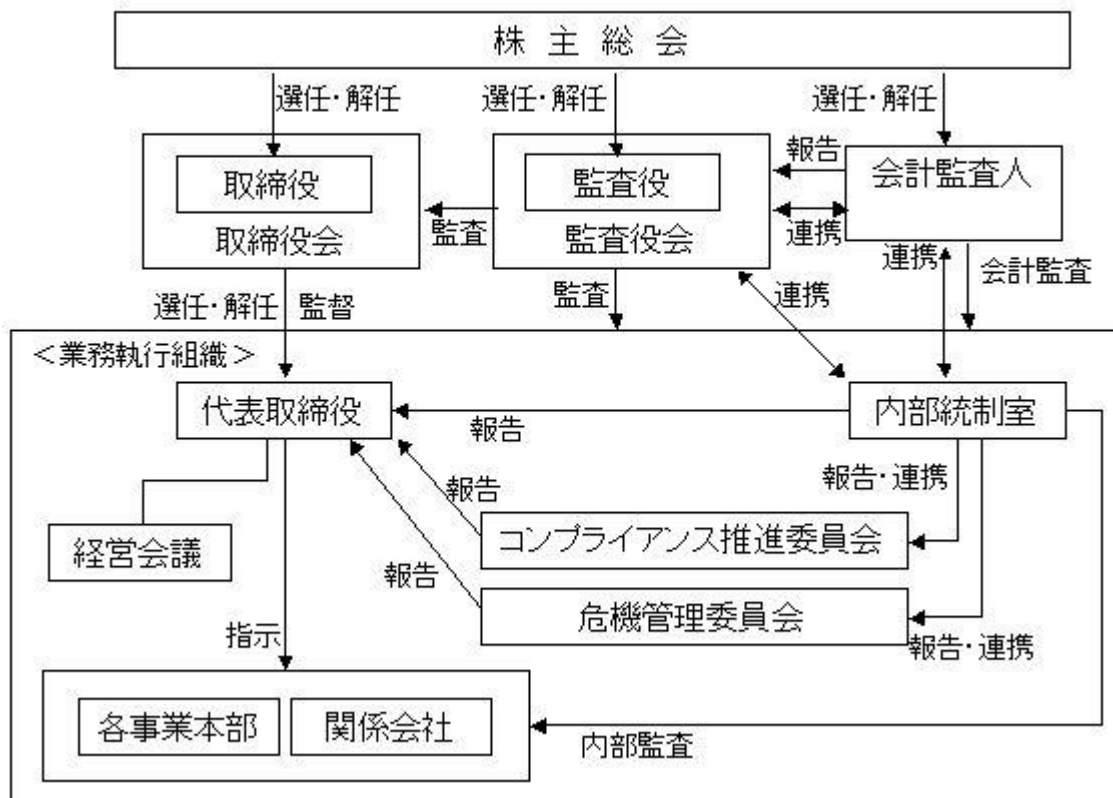 株主総会
選任・解任
選任・解任
選任・解任
取締役
取締役会
監査
監査役
監査役会
報告
連携
会計監査人
選任・解任
監督
監査
連携
連携
会計監査
＜業務執行組織＞
代表取締役
報告
内部統制室
報告
報告・連携
コンプライアンス推進委員会
経営会議
報告
危機管理委員会
報告・連携
指示
各事業本部
関係会社
内部監査